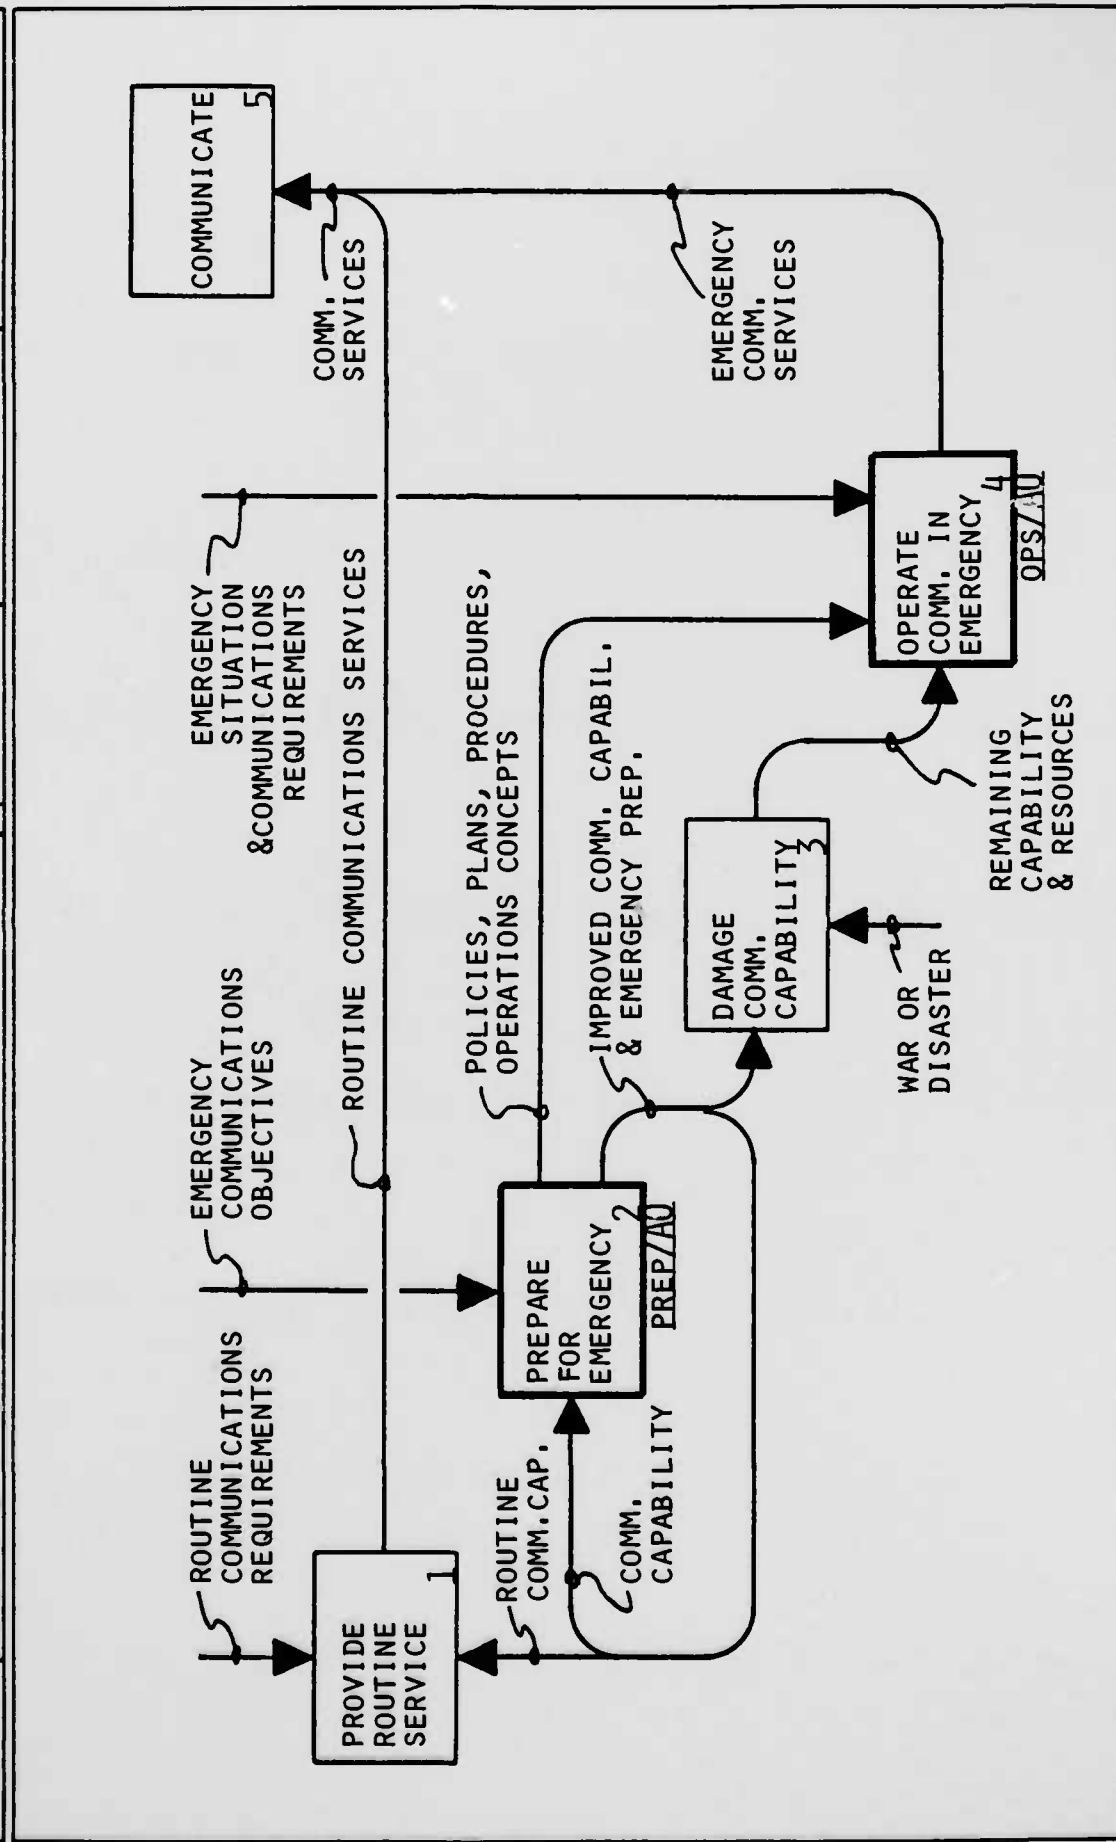 ROUTINE
COMMUNICATIONS
REQUIREMENTS
EMERGENCY
COMMUNICATIONS
OBJECTIVES
EMERGENCY
SITUATION
&COMMUNICATIONS
REQUIREMENTS
COMMUNICATE
5
COMM.
SERVICES
PROVIDE
ROUTINE
SERVICE
1
ROUTINE COMMUNICATIONS SERVICES
POLICIES, PLANS, PROCEDURES,
OPERATIONS CONCEPTS
ROUTINE
COMM.CAP.
PREPARE
FOR
EMERGENCY
2
PREP/A0
COMM.
CAPABILITY
IMPROVED COMM. CAPABIL.
& EMERGENCY PREP.
EMERGENCY
COMM.
SERVICES
DAMAGE
COMM.
CAPABILITY
3
OPERATE
COMM. IN
EMERGENCY
4
OPS/A0
WAR OR
DISASTER
REMAINING
CAPABILITY
& RESOURCES